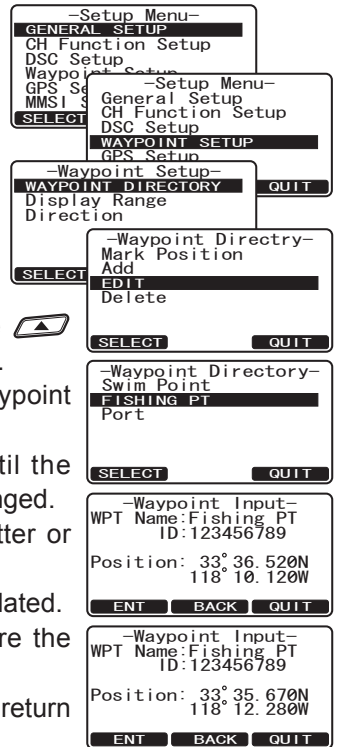 –Setup Menu–
GENERAL SETUP
CH Function Setup
DSC Setup
Waypoint Setup
GPS Se
MMSI S
SELECT
–Setup Menu–
General Setup
CH Function Setup
DSC Setup
WAYPOINT SETUP
GPS Setup
QUIT
–Waypoint Setup–
WAYPOINT DIRECTORY
Display Range
Direction
SELECT
–Waypoint Directry–
Mark Position
Add
EDIT
Delete
SELECT QUIT
.
ypoint
–Waypoint Directory–
Swim Point
FISHING PT
Port
SELECT QUIT
til the
nged.
tter or
–Waypoint Input–
WPT Name:Fishing PT
ID:123456789
Position: 33°36.520N
118°10.120W
ENT BACK QUIT
lated.
re the
return
–Waypoint Input–
WPT Name:Fishing PT
ID:123456789
Position: 33°35.670N
118°12.280W
ENT BACK QUIT